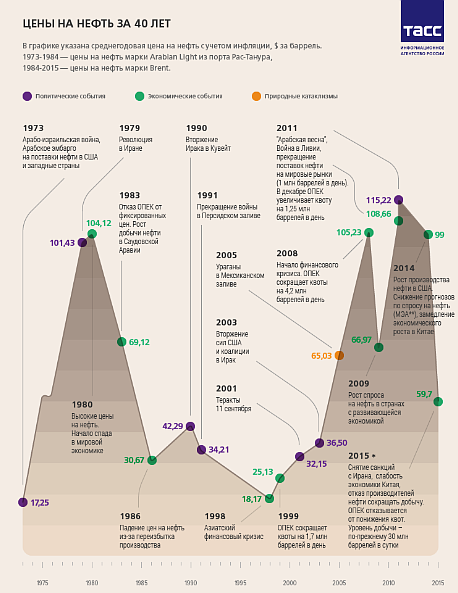 ЦЕНЫ НА НЕФТЬ ЗА 40 ЛЕТ
ТАСС
ИНФОРМАЦИОННОЕ
АГЕНТСТВО РОССИИ
В графике указана среднегодовая цена на нефть с учетом инфляции, $ за баррель.
1973-1984 — цены на нефть марки Arabian Light из порта Рас-Танура,
1984-2015 — цены на нефть марки Brent.
Политические события
Экономические события
Природные катаклизмы
1973
Арабо-израильская война,
Арабское эмбарго
на поставки нефти в США
и западные страны
1979
Революция
в Иране
1990
Вторжение
Ирака в Кувейт
2011
"Арабская весна",
Война в Ливии,
прекращение
поставок нефти
на мировые рынки
(1 млн баррелей в день).
В декабре ОПЕК
увеличивает квоту
на 1,25 млн
баррелей в день
1983
Отказ ОПЕК от
фиксированных
цен. Рост
добычи нефти
в Саудовской
Аравии
1991
Прекращение войны
в Персидском заливе
115,22
108,66
104,12
101,43
105,23
99
2005
Ураганы
в Мексиканском
заливе
2008
Начало финансового
кризиса. ОПЕК
сокращает квоты
на 4,2 млн
баррелей в день
2014
Рост производства
нефти в США.
Снижение прогнозов
по спросу на нефть
(МЭА**), замедление
экономического
роста в Китае
2003
Вторжение
сил США
и коалиции
в Ирак
69,12
65,03
66,97
2009
Рост спроса
на нефть в странах
с развивающейся
экономикой
2001
Теракты
11 сентября
59,7
1980
Высокие цены
на нефть.
Начало спада
в мировой
экономике
42,29
34,21
36,50
32,15
30,67
25,13
18,17
17,25
2015 *
Снятие санкций
с Ирана, слабость
экономики Китая,
отказ производителей
нефти сокращать добычу.
ОПЕК отказывается
от понижения квот.
Уровень добычи –
по-прежнему 30 млн
баррелей в сутки
1986
Падение цен на нефть
из-за переизбытка
производства
1998
Азиатский
финансовый кризис
1999
ОПЕК сокращает
квоты на 1,7 млн
баррелей в день
1975
1980
1985
1990
1995
2000
2005
2010
2015